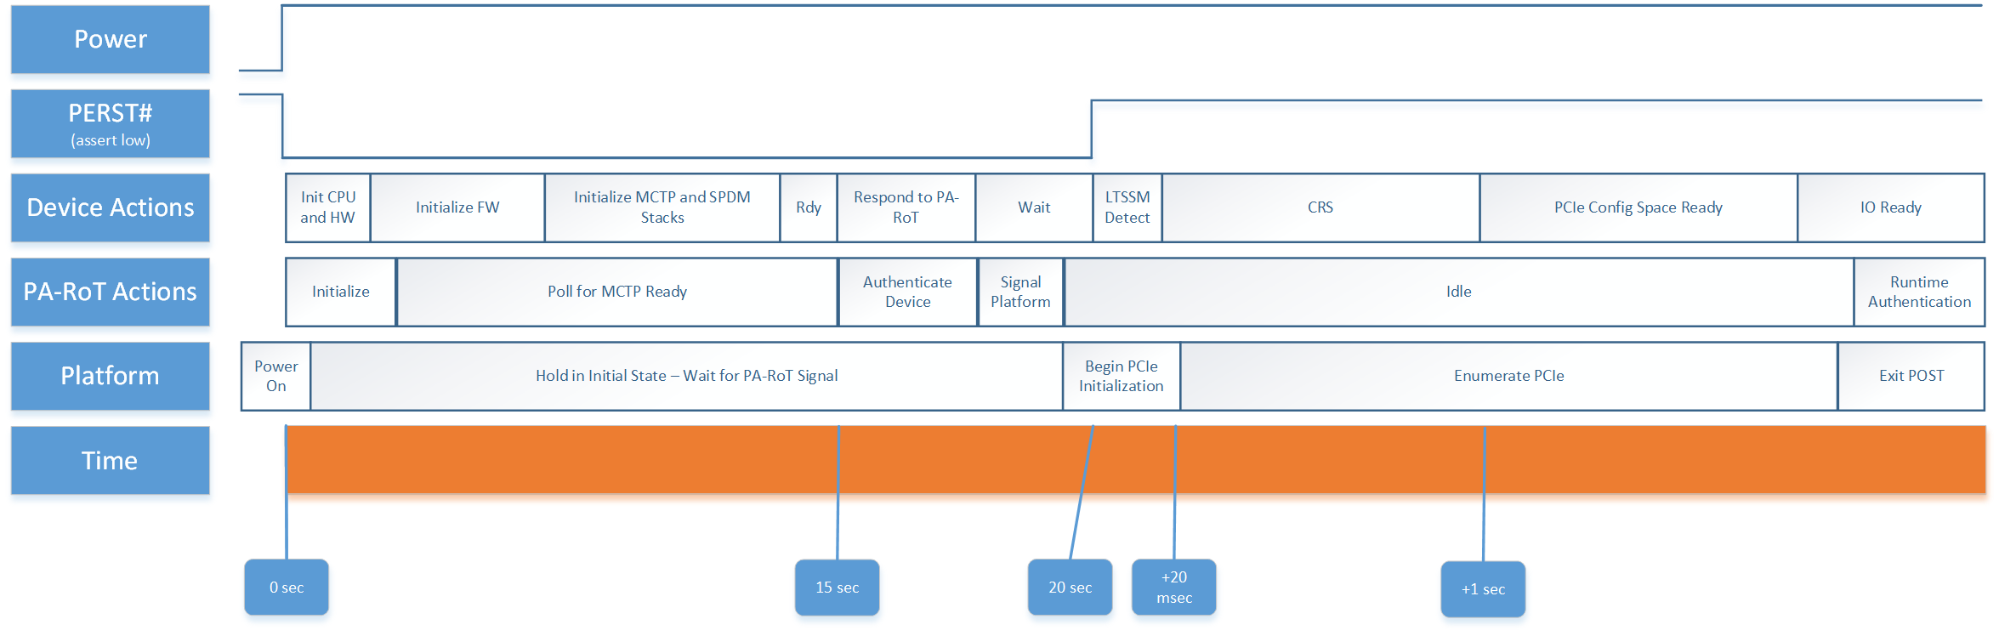 Power
PERST#
(assert low)
Device Actions
Init CPU
and HW
Initialize FW
Initialize MCTP and SPDM
Stacks
Rdy
Respond to PA-
RoT
Wait
LTSSM
Detect
CRS
PCIe Config Space Ready
IO Ready
PA-RoT Actions
Initialize
Poll for MCTP Ready
Authenticate
Device
Signal
Platform
Idle
Runtime
Authentication
Platform
Power
On
Hold in Initial State – Wait for PA-RoT Signal
Begin PCIe
Initialization
Enumerate PCIe
Exit POST
Time
0 sec
15 sec
20 sec
+20
msec
+1 sec